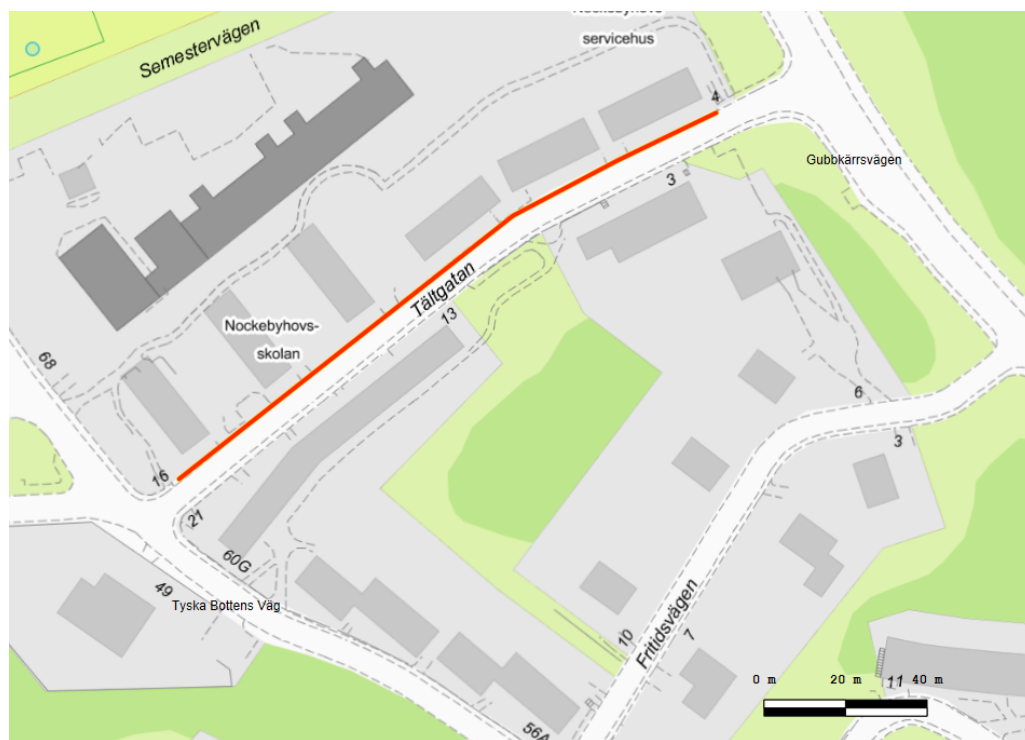 Nockebyhovs-
servicehus
Semestervägen
4
Gubbkärrsvägen
3
Tältgatan
13
Nockebyhovs-
skolan
68
6
3
16
21
60G
49
Tyska Bottens Väg
10
7
Fritidsvägen
0 m 20 m 40 m
11
56A